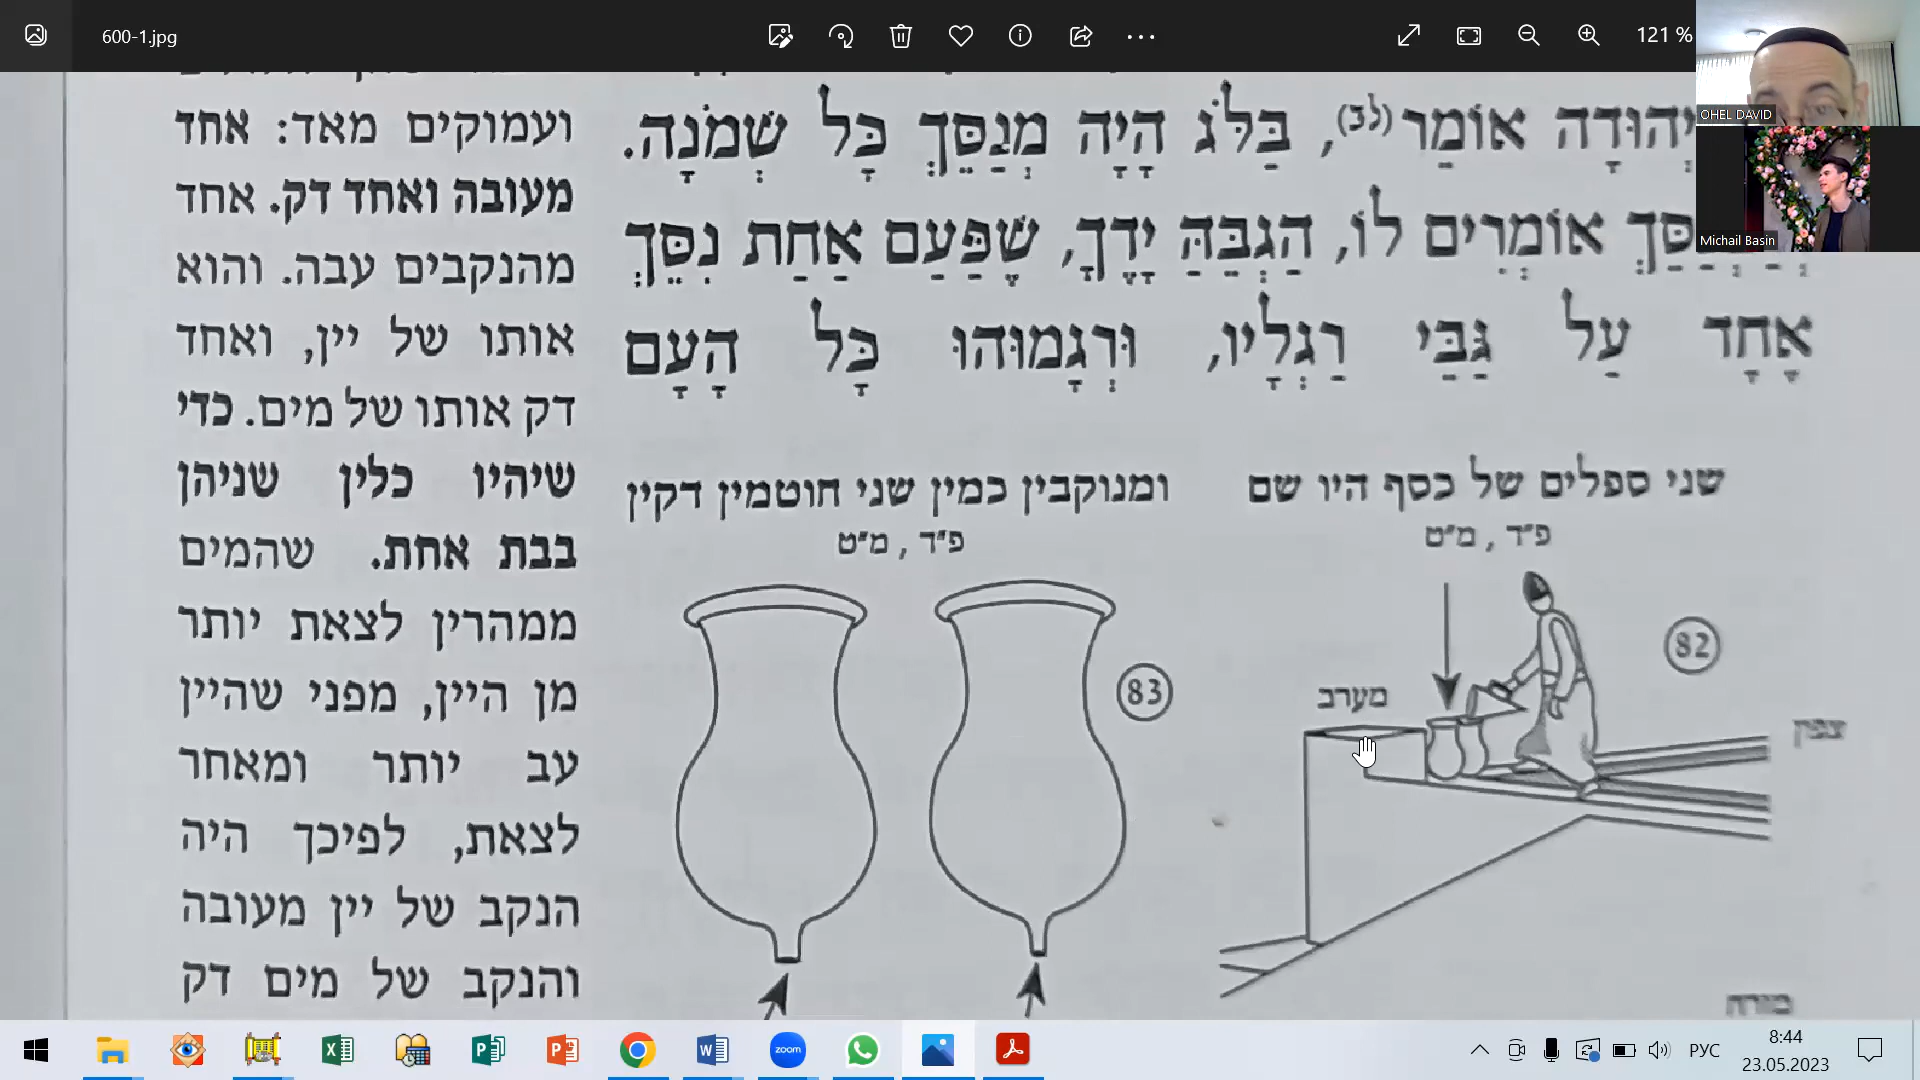 600-1.jpg
121 %
OHEL DAVID
Michail Basin
יְהוּדָה אוֹמֵר (לב), בַּלֹּג הָיָה מְנַסֵּךְ כָּל שְׁמֹנָה.
אוֹמְרִים לוֹ, הַגְבֵּהַּ יָדֶךָ, שֶׁפַּעַם אַחַת נִסֵּךְ
אֶחָד עַל גַּבֵּי רַגְלָיו, וּרְגָמוּהוּ כָּל הָעָם
ועמוקים מאד: אחד
מעובה ואחד דק. אחד
מהנקבים עבה. והוא
אותו של יין, ואחד
דק אותו של מים. כדי
שיהיו כלין שניהן
בבת אחת. שהמים
ממהרין לצאת יותר
מן היין, מפני שהיין
עב יותר ומאחר
לצאת, לפיכך היה
הנקב של יין מעובה
והנקב של מים דק
שני ספלים של כסף היו שם
פ״ד, מ״ט
82
מערב
צפון
ומנוקבין כמין שני חוטמין דקין
פ״ד, מ״ט
83
zoom
РУС
8:44
23.05.2023